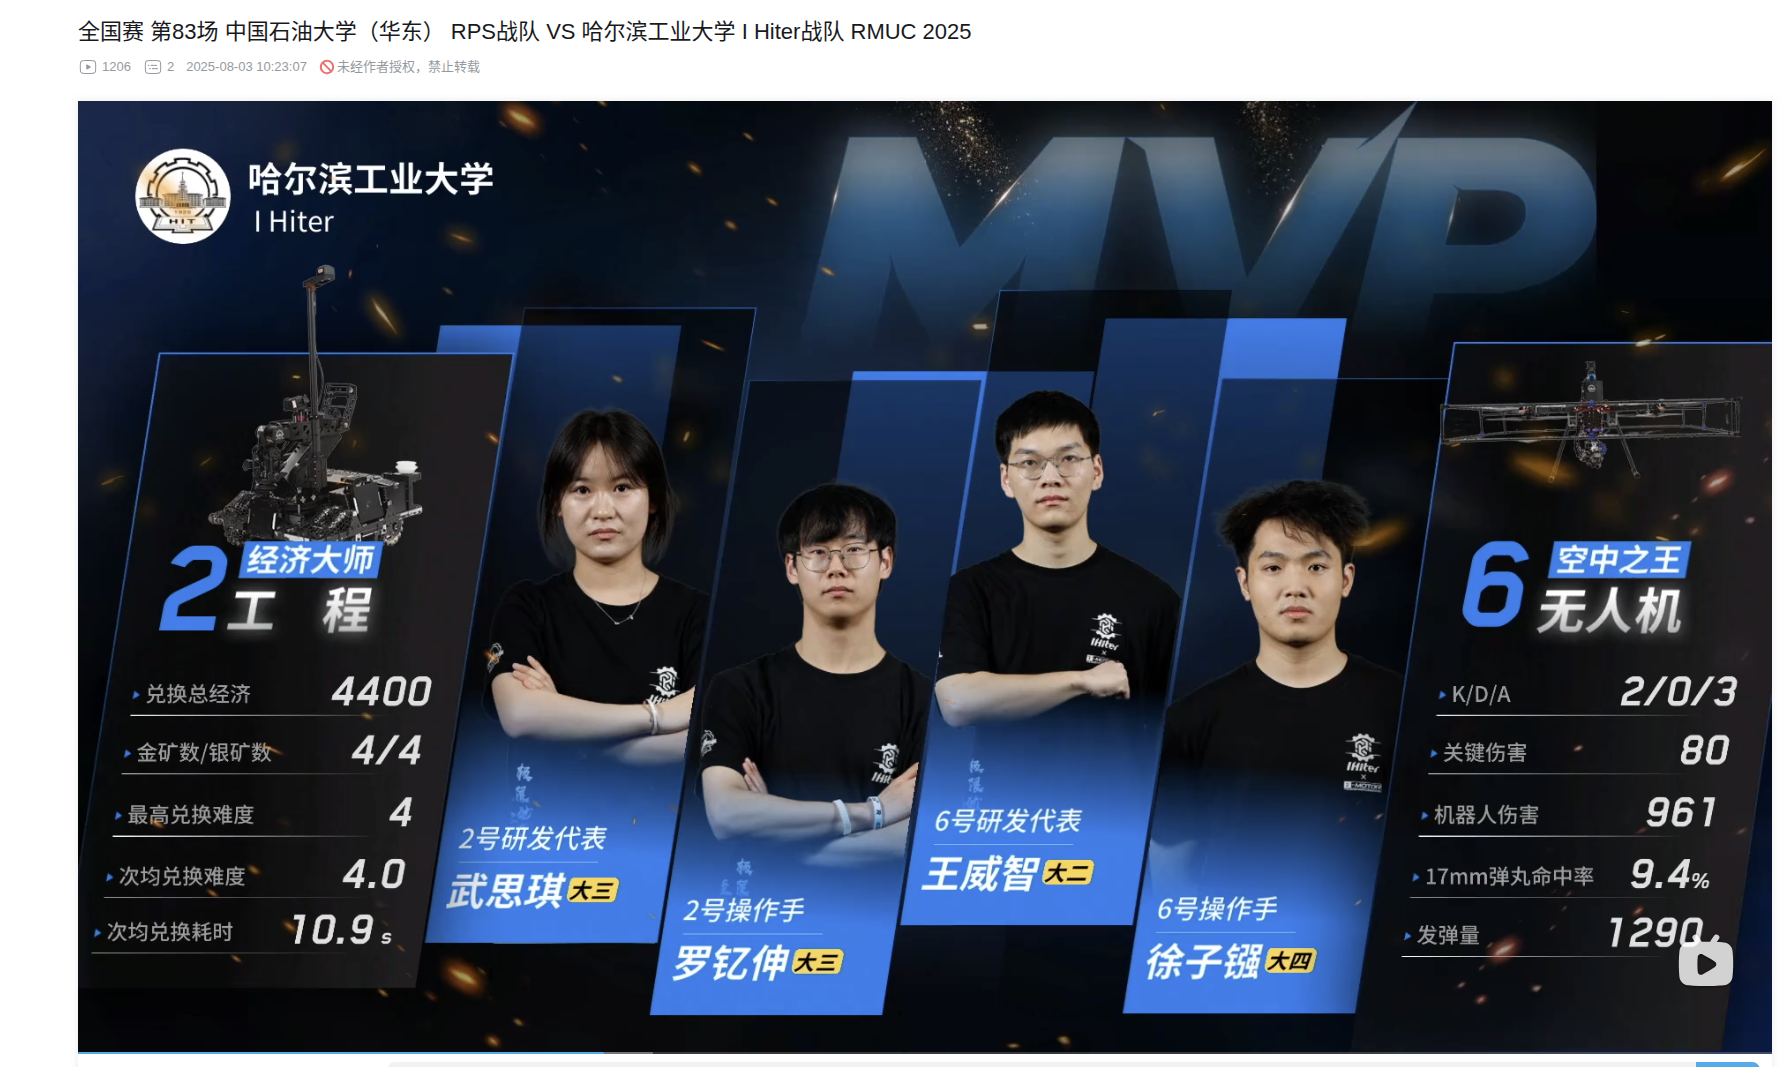 全国赛 第83场 中国石油大学（华东） RPS战队 VS 哈尔滨工业大学 I Hiter战队 RMUC 2025
1206 2 2025-08-03 10:23:07 未经作者授权，禁止转载
MVP
哈尔滨工业大学
I Hiter
HIT
2 经济大师
工 程
兑换总经济 4400
金矿数/银矿数 4/4
最高兑换难度 4
次均兑换难度 4.0
次均兑换耗时 10.9 s
2号研发代表
武思琪 大三
2号操作手
罗钇伸 大三
6号研发代表
王威智 大二
6号操作手
徐子镪 大四
IHiter
IHiter
IHiter
6 空中之王
无人机
K/D/A 2/0/3
关键伤害 80
机器人伤害 961
17mm弹丸命中率 9.4%
发弹量 1290